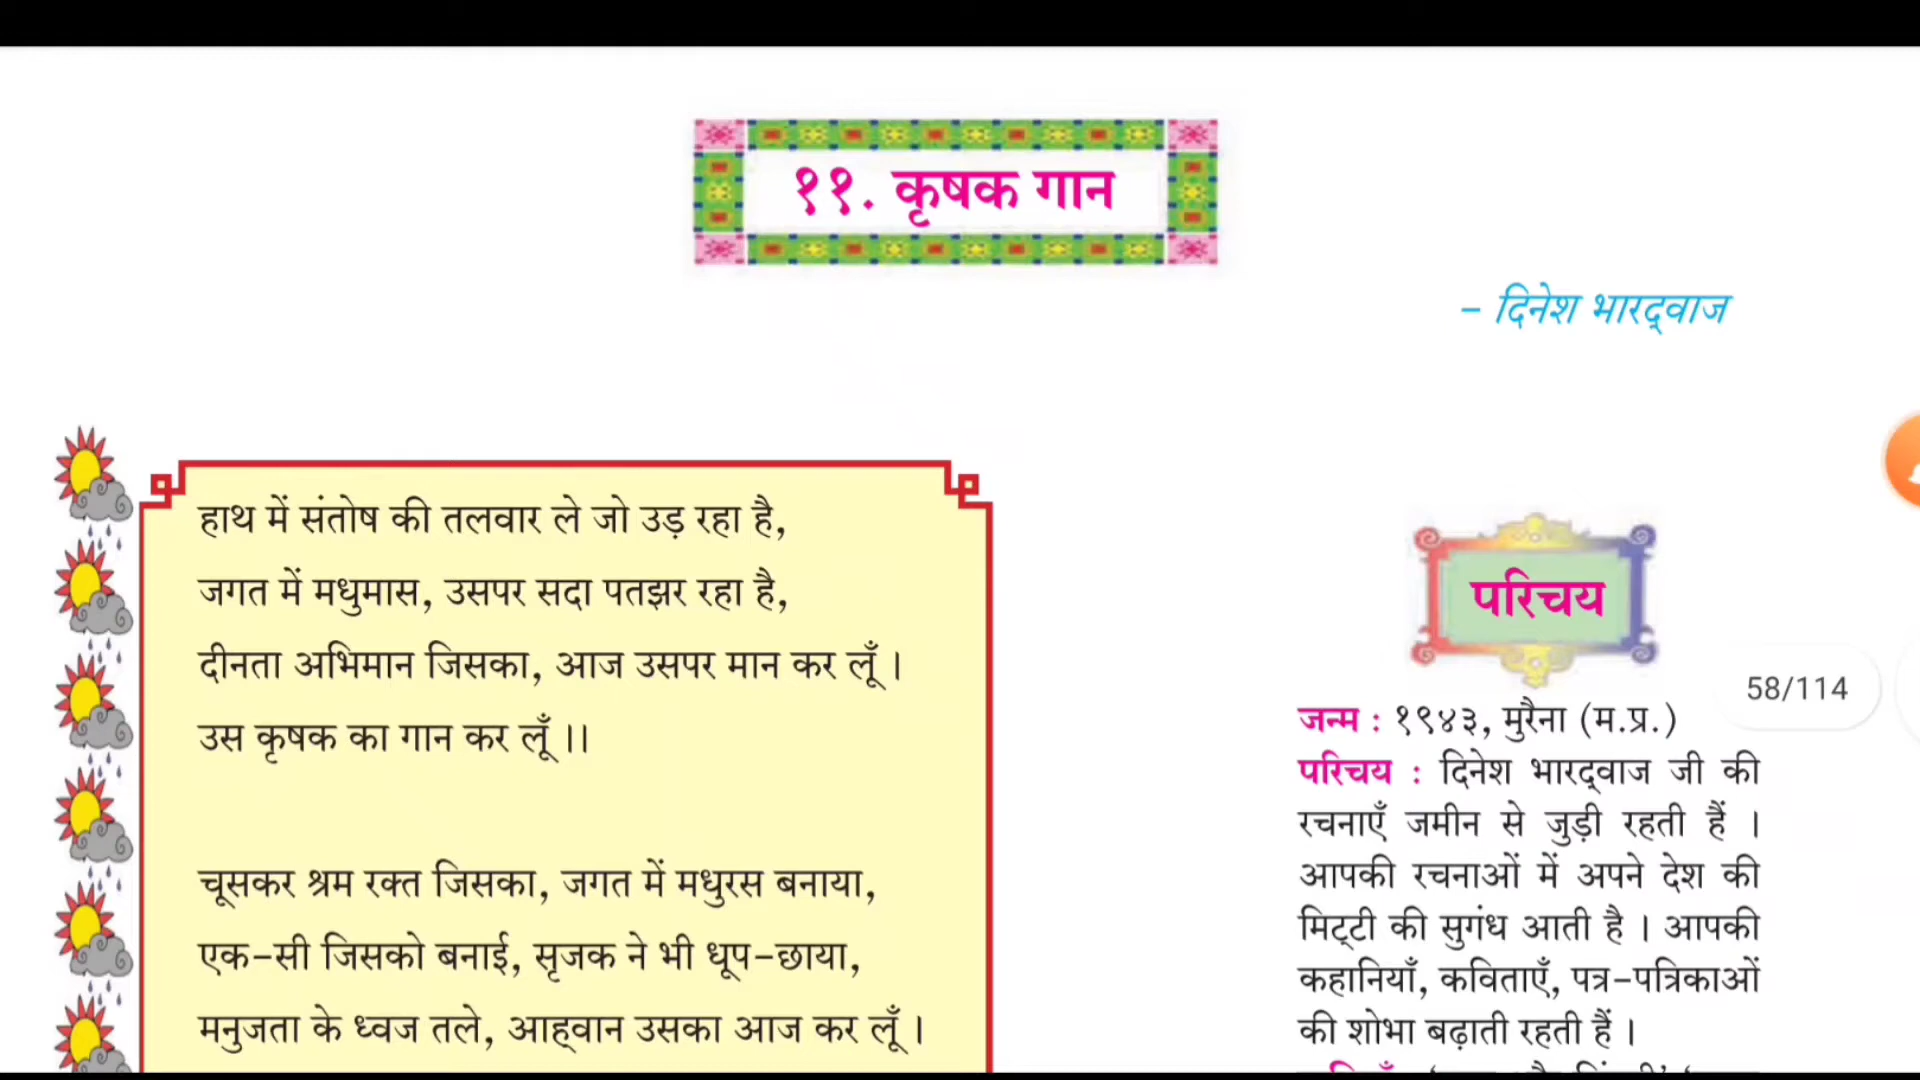 ११. कृषक गान
– दिनेश भारद्‌वाज
हाथ में संतोष की तलवार ले जो उड़ रहा है,
जगत में मधुमास, उसपर सदा पतझर रहा है,
दीनता अभिमान जिसका, आज उसपर मान कर लूँ ।
उस कृषक का गान कर लूँ ।।
चूसकर श्रम रक्त जिसका, जगत में मधुरस बनाया,
एक-सी जिसको बनाई, सृजक ने भी धूप-छाया,
मनुजता के ध्वज तले, आह्‌वान उसका आज कर लूँ ।
परिचय
58/114
जन्म : १९४३, मुरैना (म.प्र.)
परिचय : दिनेश भारद्‌वाज जी की
रचनाएँ जमीन से जुड़ी रहती हैं ।
आपकी रचनाओं में अपने देश की
मिट्‌टी की सुगंध आती है । आपकी
कहानियाँ, कविताएँ, पत्र-पत्रिकाओं
की शोभा बढ़ाती रहती हैं ।